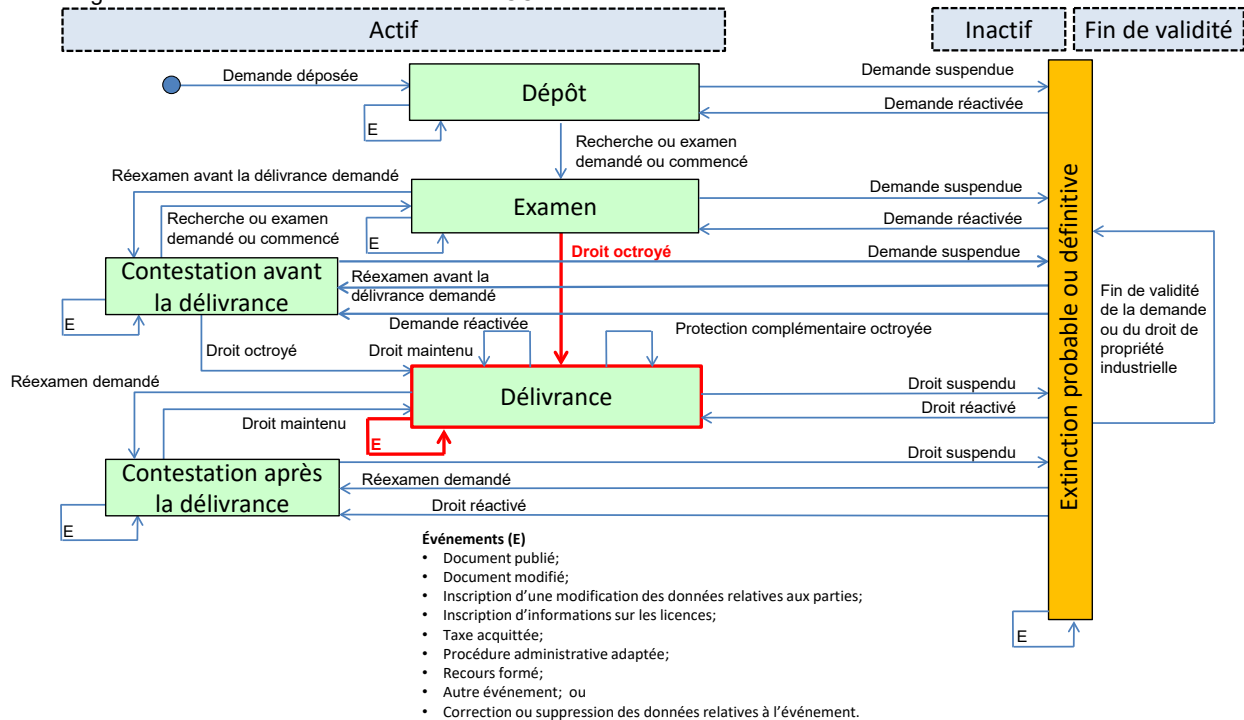 Actif
Inactif
Fin de validité
Demande déposée
Dépôt
Demande suspendue
Demande réactivée
E
Recherche ou examen
demandé ou commencé
Réexamen avant la délivrance demandé
Examen
Demande suspendue
Demande réactivée
Recherche ou examen
demandé ou commencé
E
Droit octroyé
Demande suspendue
Contestation avant
la délivrance
Réexamen avant la
délivrance demandé
E
Demande réactivée
Protection complémentaire octroyée
Droit octroyé
Droit maintenu
Fin de validité
de la demande
ou du droit de
propriété
industrielle
Extinction probable ou définitive
Réexamen demandé
Délivrance
Droit suspendu
Droit réactivé
Droit maintenu
E
Droit suspendu
Contestation après
la délivrance
Réexamen demandé
Droit réactivé
E
E
Événements (E)
• Document publié;
• Document modifié;
• Inscription d’une modification des données relatives aux parties;
• Inscription d’informations sur les licences;
• Taxe acquittée;
• Procédure administrative adaptée;
• Recours formé;
• Autre événement; ou
• Correction ou suppression des données relatives à l’événement.